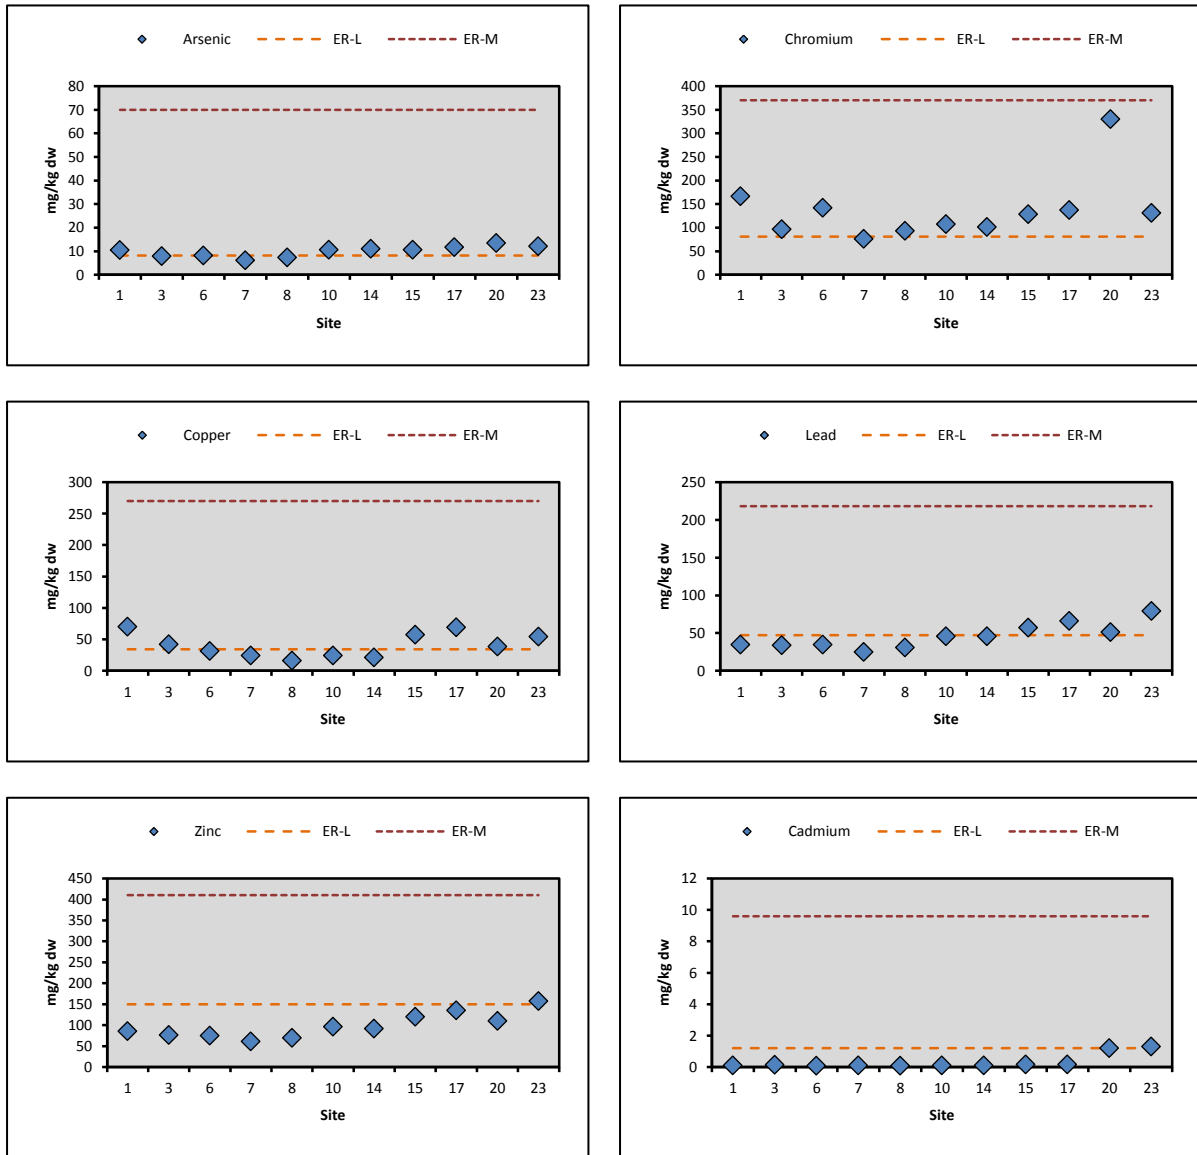 Arsenic ER-L ER-M
mg/kg dw
80
70
60
50
40
30
20
10
0
1 3 6 7 8 10 14 15 17 20 23
Site
Chromium ER-L ER-M
mg/kg dw
400
350
300
250
200
150
100
50
0
1 3 6 7 8 10 14 15 17 20 23
Site
Copper ER-L ER-M
mg/kg dw
300
250
200
150
100
50
0
1 3 6 7 8 10 14 15 17 20 23
Site
Lead ER-L ER-M
mg/kg dw
250
200
150
100
50
0
1 3 6 7 8 10 14 15 17 20 23
Site
Zinc ER-L ER-M
mg/kg dw
450
400
350
300
250
200
150
100
50
0
1 3 6 7 8 10 14 15 17 20 23
Site
Cadmium ER-L ER-M
mg/kg dw
12
10
8
6
4
2
0
1 3 6 7 8 10 14 15 17 20 23
Site